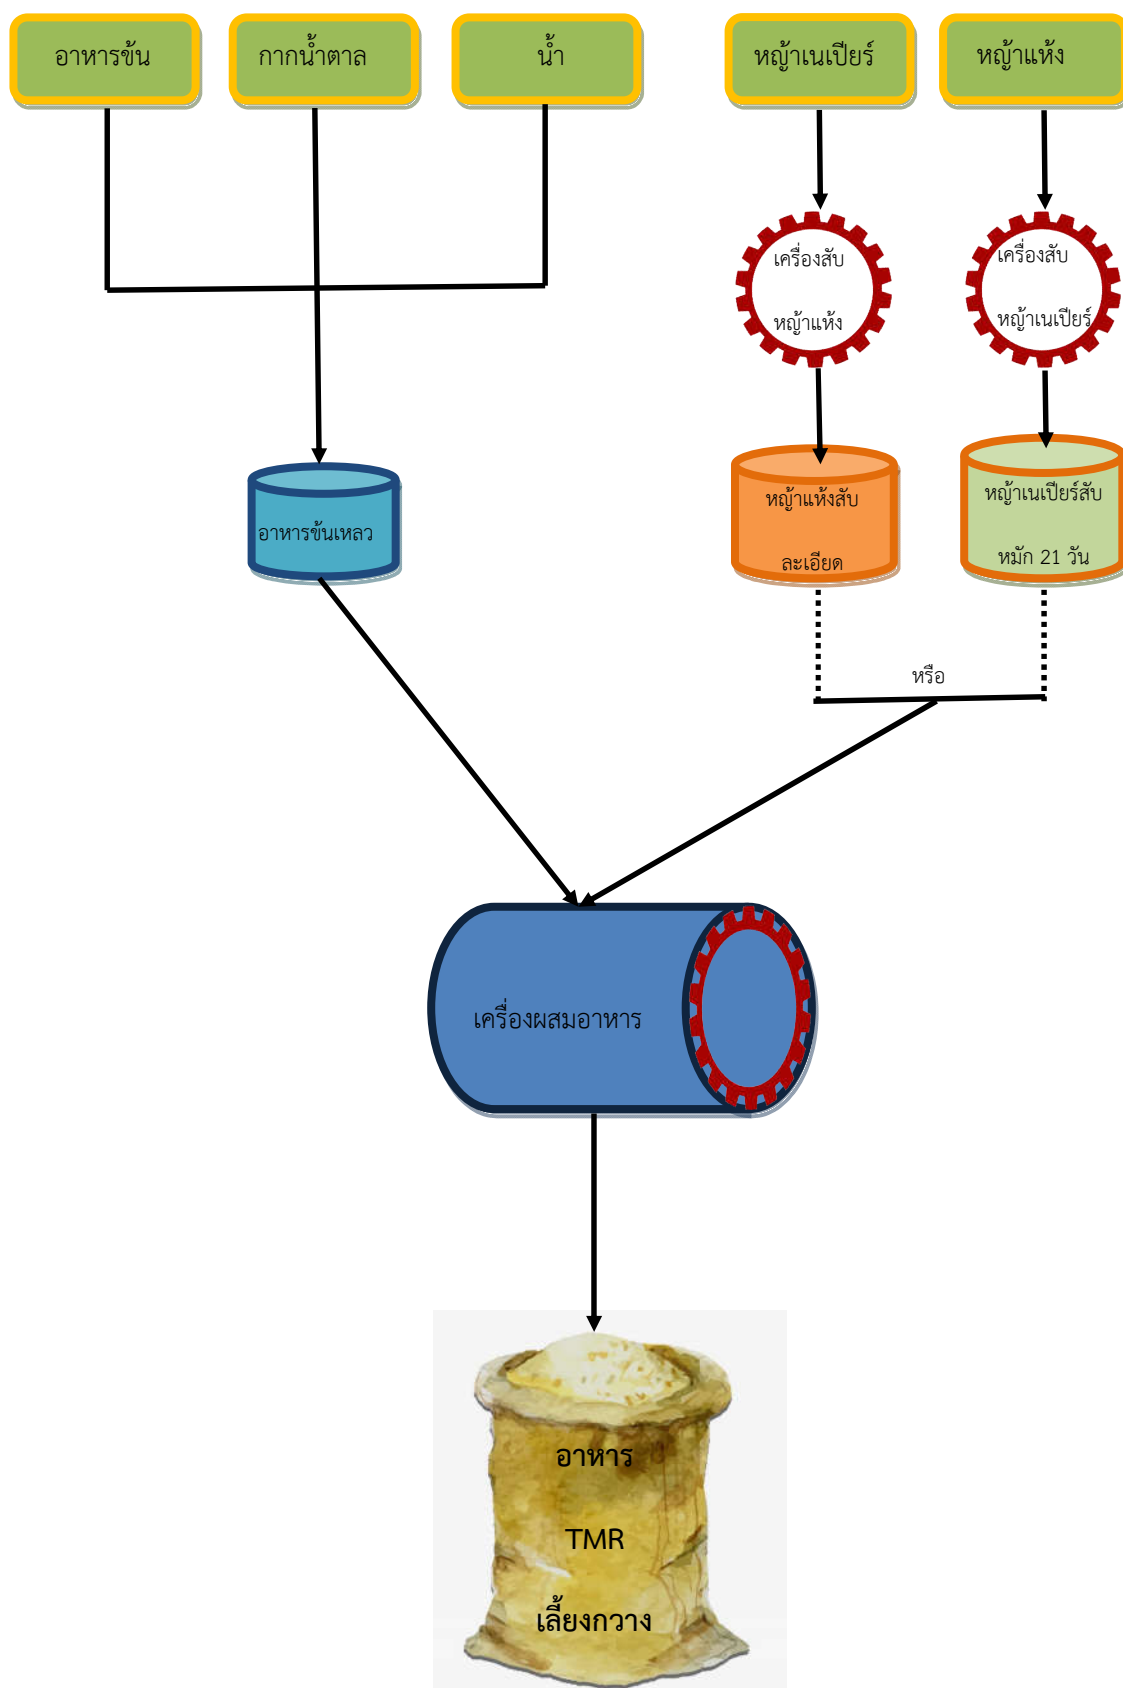 อาหารข้น
กากน้ำตาล
น้ำ
หญ้าเนเปียร์
หญ้าแห้ง
เครื่องสับ
หญ้าแห้ง
เครื่องสับ
หญ้าเนเปียร์
อาหารข้นเหลว
หญ้าแห้งสับ
ละเอียด
หญ้าเนเปียร์สับ
หมัก 21 วัน
หรือ
เครื่องผสมอาหาร
อาหาร
TMR
เลี้ยงกวาง